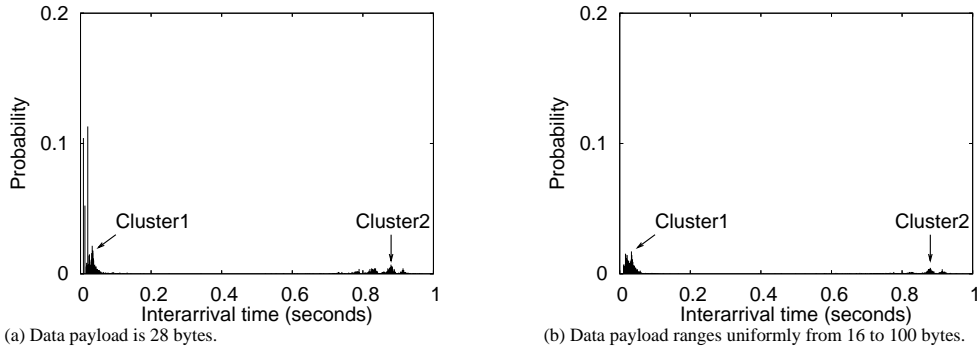 0.2
0.1
0
Probability
Cluster1
Cluster2
0 0.2 0.4 0.6 0.8 1
Interarrival time (seconds)
(a) Data payload is 28 bytes.
0.2
0.1
0
Probability
Cluster1
Cluster2
0 0.2 0.4 0.6 0.8 1
Interarrival time (seconds)
(b) Data payload ranges uniformly from 16 to 100 bytes.